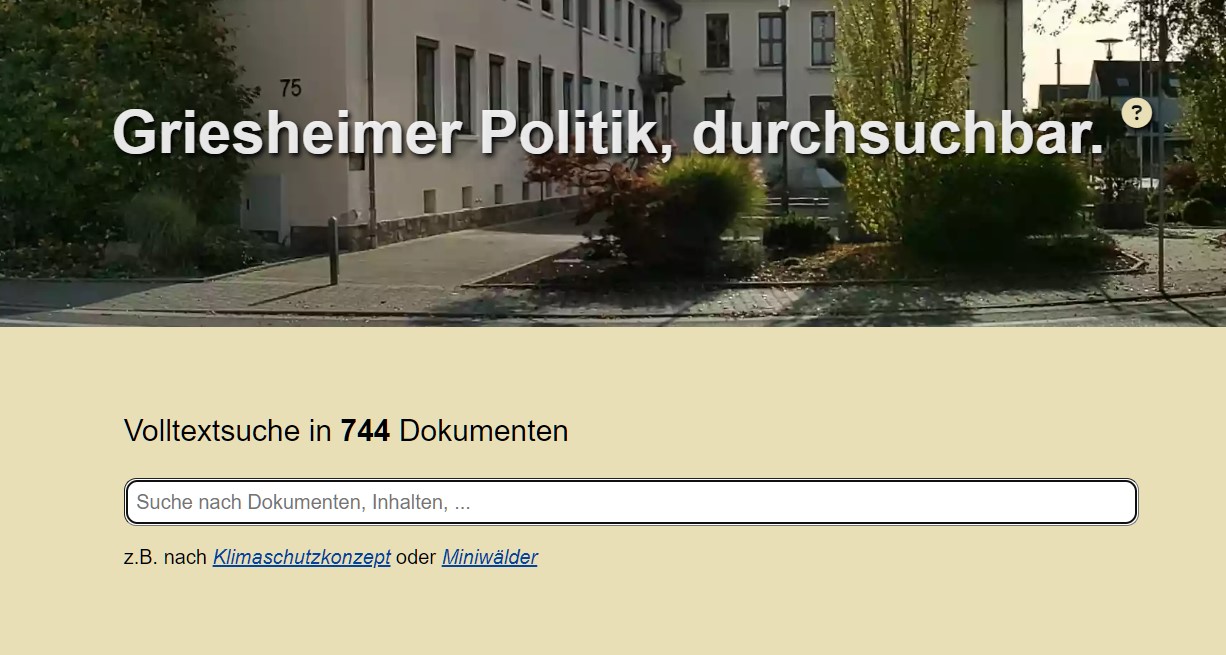 75
Griesheimer Politik, durchsuchbar. ?
Volltextsuche in 744 Dokumenten
Suche nach Dokumenten, Inhalten, ...
z.B. nach Klimaschutzkonzept oder Miniwälder